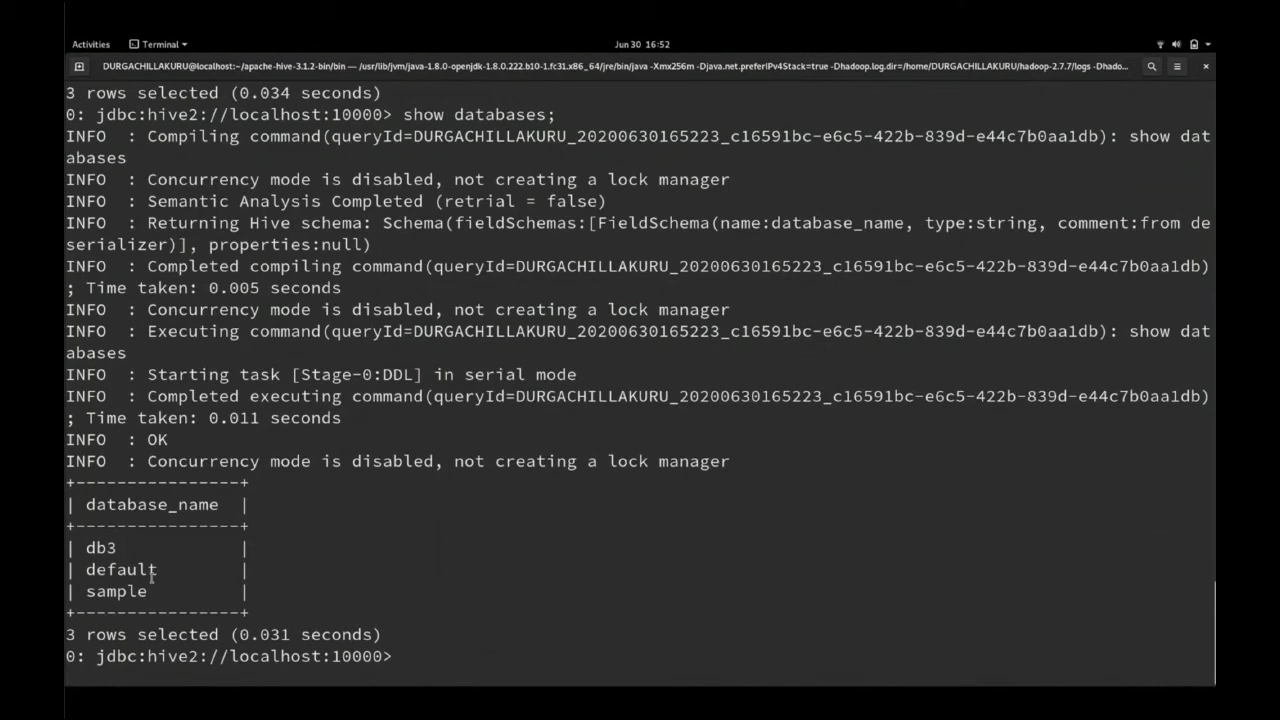 Activities Terminal Jun 30 16:52
DURGACHILLAKURU@localhost:~/apache-hive-3.1.2-bin/bin — /usr/lib/jvm/java-1.8.0-openjdk-1.8.0.222.b10-1.fc31.x86_64/jre/bin/java -Xmx256m -Djava.net.preferIPv4Stack=true -Dhadoop.log.dir=/home/DURGACHILLAKURU/hadoop-2.7.7/logs -Dhado...
3 rows selected (0.034 seconds)
0: jdbc:hive2://localhost:10000> show databases;
INFO  : Compiling command(queryId=DURGACHILLAKURU_20200630165223_c16591bc-e6c5-422b-839d-e44c7b0aa1db): show dat
abases
INFO  : Concurrency mode is disabled, not creating a lock manager
INFO  : Semantic Analysis Completed (retrial = false)
INFO  : Returning Hive schema: Schema(fieldSchemas:[FieldSchema(name:database_name, type:string, comment:from de
serializer)], properties:null)
INFO  : Completed compiling command(queryId=DURGACHILLAKURU_20200630165223_c16591bc-e6c5-422b-839d-e44c7b0aa1db)
; Time taken: 0.005 seconds
INFO  : Concurrency mode is disabled, not creating a lock manager
INFO  : Executing command(queryId=DURGACHILLAKURU_20200630165223_c16591bc-e6c5-422b-839d-e44c7b0aa1db): show dat
abases
INFO  : Starting task [Stage-0:DDL] in serial mode
INFO  : Completed executing command(queryId=DURGACHILLAKURU_20200630165223_c16591bc-e6c5-422b-839d-e44c7b0aa1db)
; Time taken: 0.011 seconds
INFO  : OK
INFO  : Concurrency mode is disabled, not creating a lock manager
+----------------+
| database_name  |
+----------------+
| db3            |
| default        |
| sample         |
+----------------+
3 rows selected (0.031 seconds)
0: jdbc:hive2://localhost:10000>